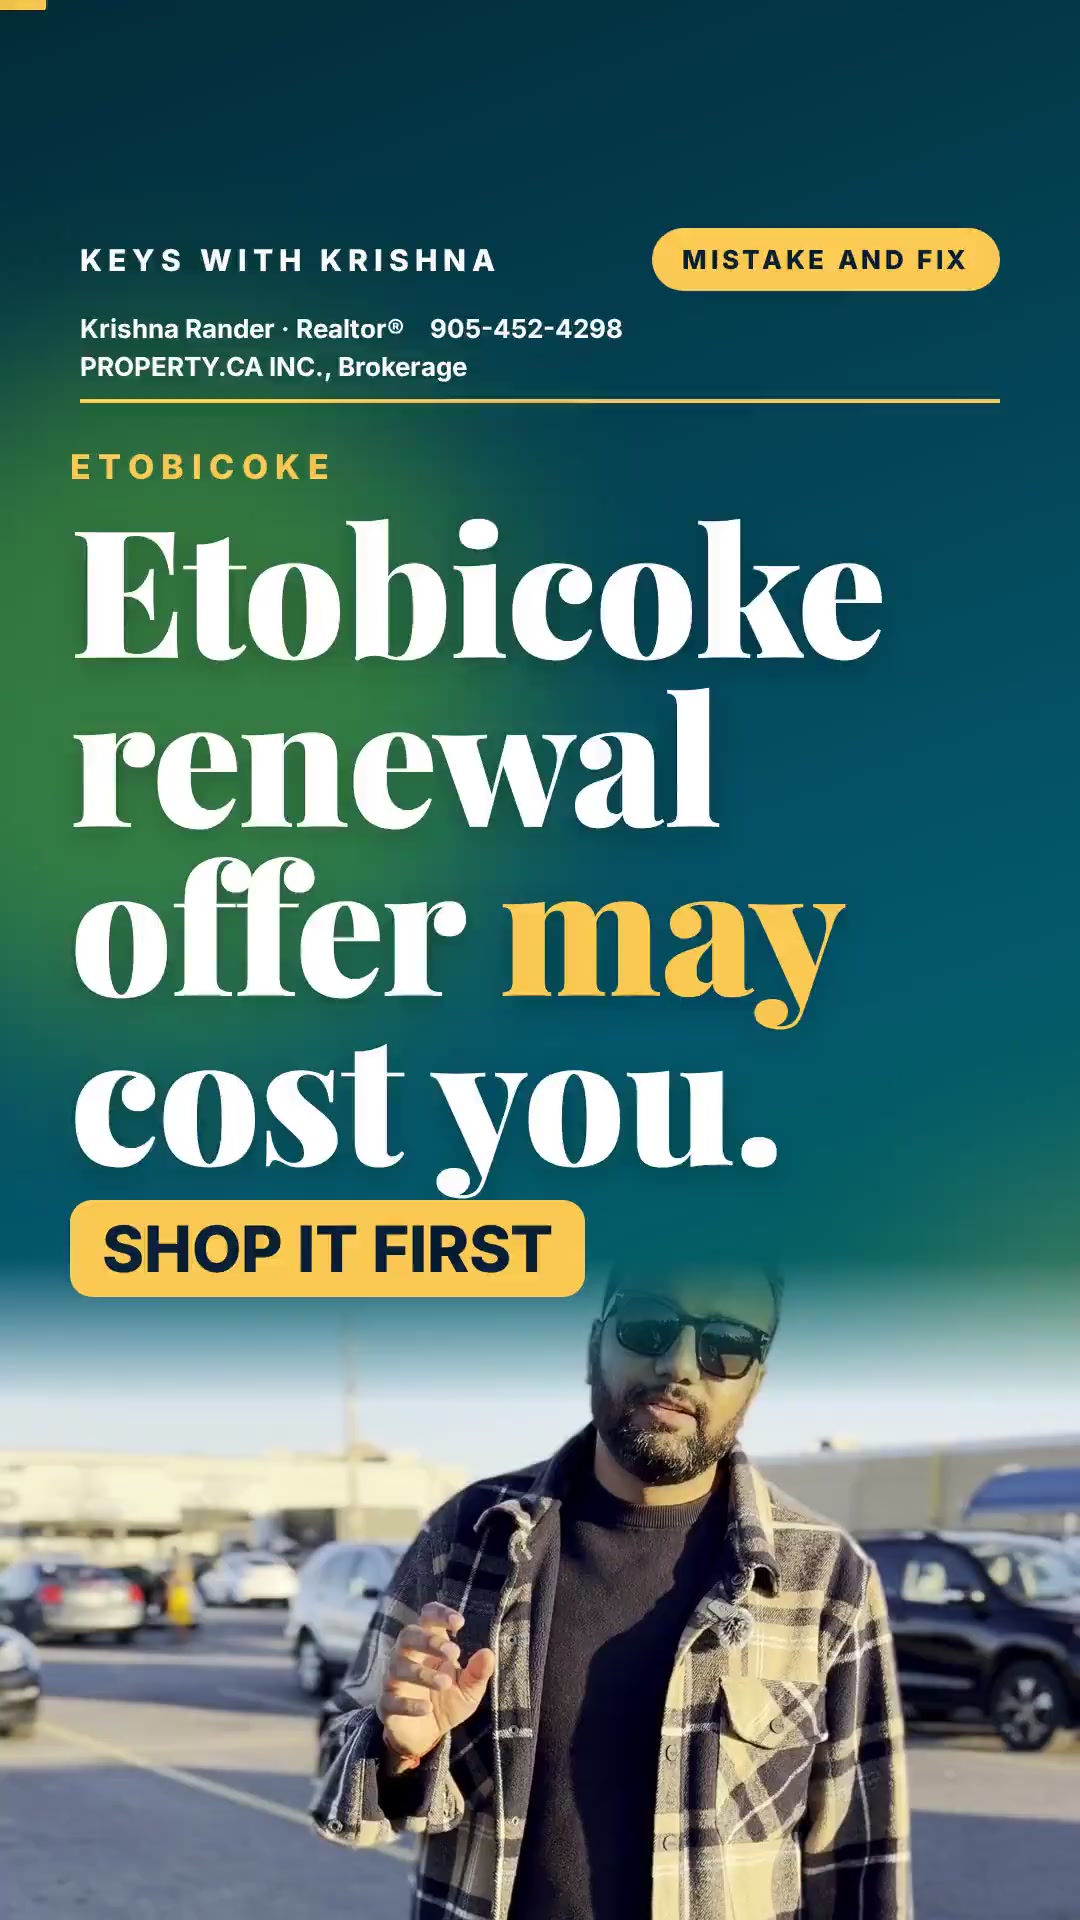 KEYS WITH KRISHNA
MISTAKE AND FIX
Krishna Rander · Realtor® 905-452-4298
PROPERTY.CA INC., Brokerage
ETOBICOKE
Etobicoke
renewal
offer may
cost you.
SHOP IT FIRST